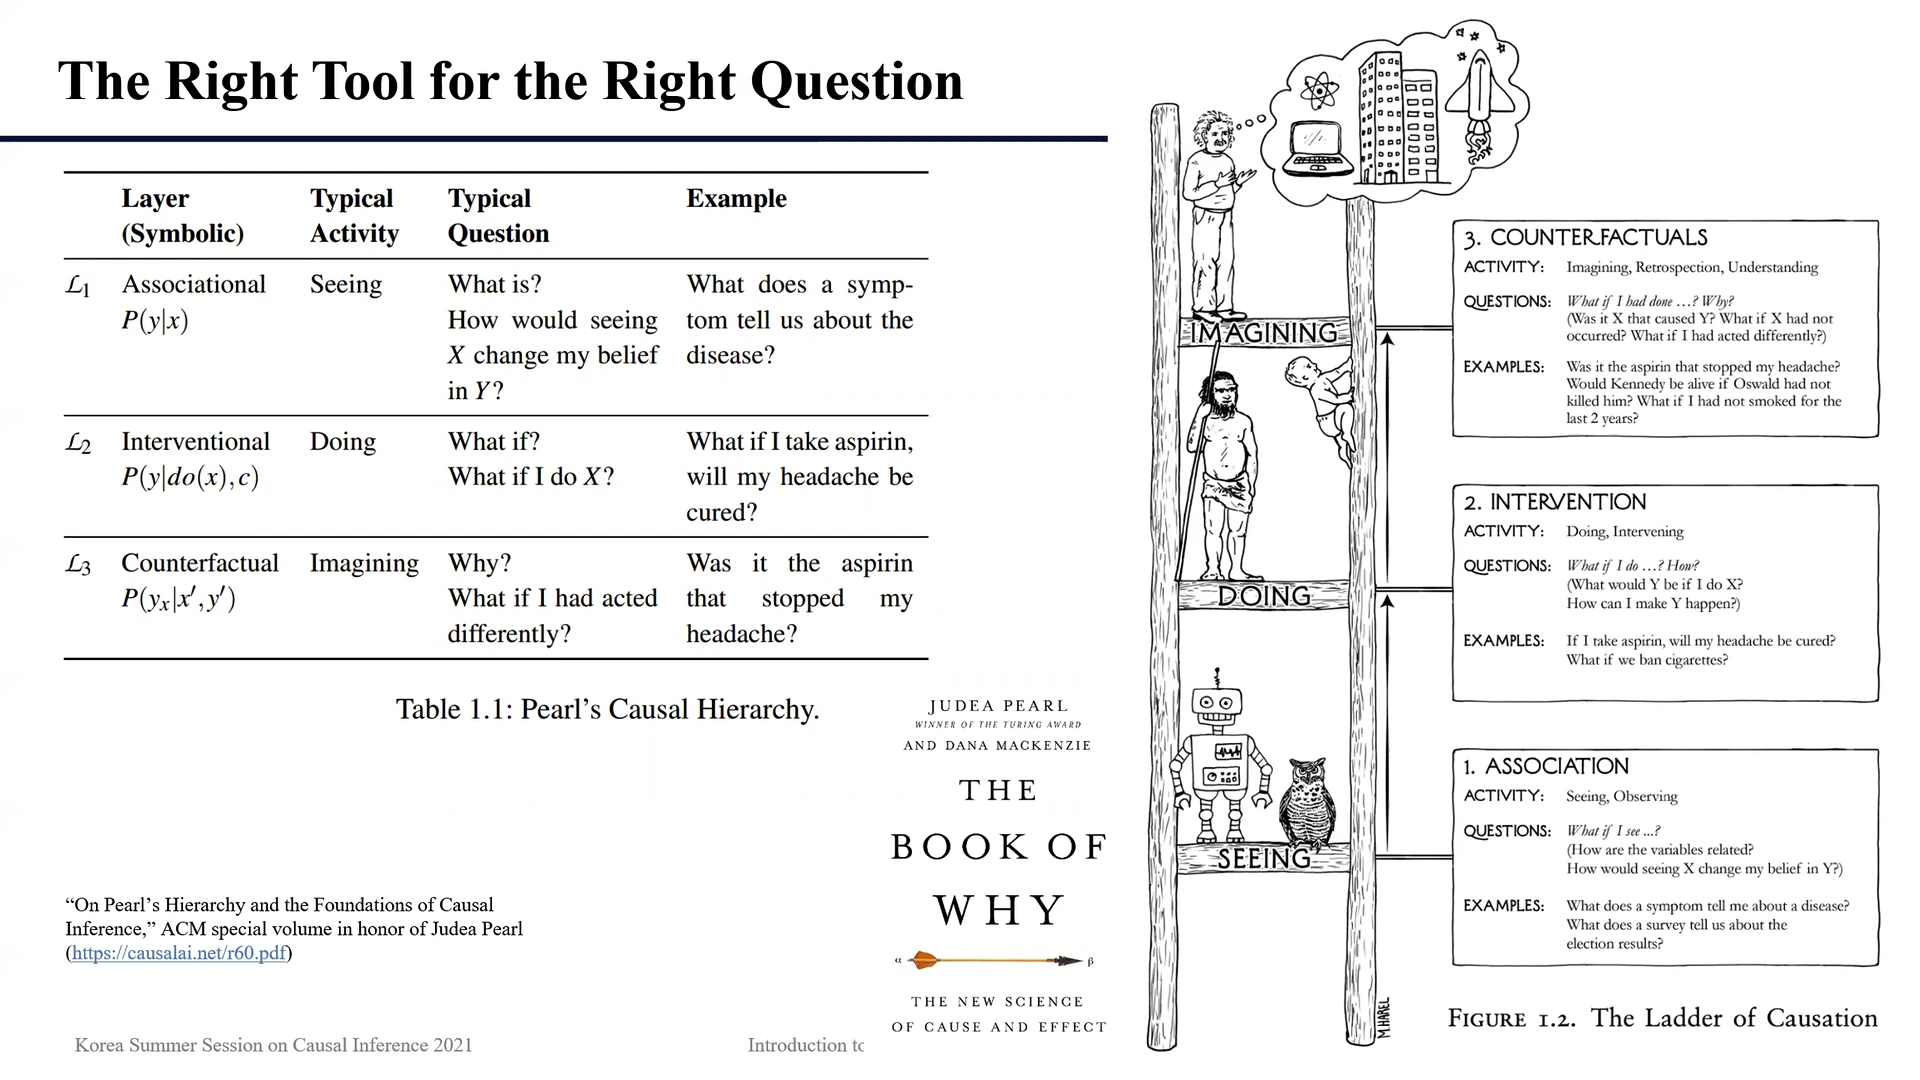 The Right Tool for the Right Question
Layer Typical Typical Example
(Symbolic) Activity Question
ℒ₁ Associational Seeing What is? What does a symp-
P(y|x) How would seeing tom tell us about the
X change my belief disease?
in Y?
ℒ₂ Interventional Doing What if? What if I take aspirin,
P(y|do(x),c) What if I do X? will my headache be
cured?
ℒ₃ Counterfactual Imagining Why? Was it the aspirin
P(yₓ|x′,y′) What if I had acted that stopped my
differently? headache?
Table 1.1: Pearl's Causal Hierarchy.
“On Pearl’s Hierarchy and the Foundations of Causal
Inference,” ACM special volume in honor of Judea Pearl
(https://causalai.net/r60.pdf)
Korea Summer Session on Causal Inference 2021
Introduction to
JUDEA PEARL
WINNER OF THE TURING AWARD
AND DANA MACKENZIE
THE
BOOK OF
WHY
α β
THE NEW SCIENCE
OF CAUSE AND EFFECT
IMAGINING
DOING
SEEING
M.HAREL
3. COUNTERFACTUALS
ACTIVITY: Imagining, Retrospection, Understanding
QUESTIONS: What if I had done …? Why?
(Was it X that caused Y? What if X had not
occurred? What if I had acted differently?)
EXAMPLES: Was it the aspirin that stopped my headache?
Would Kennedy be alive if Oswald had not
killed him? What if I had not smoked for the
last 2 years?
2. INTERVENTION
ACTIVITY: Doing, Intervening
QUESTIONS: What if I do …? How?
(What would Y be if I do X?
How can I make Y happen?)
EXAMPLES: If I take aspirin, will my headache be cured?
What if we ban cigarettes?
1. ASSOCIATION
ACTIVITY: Seeing, Observing
QUESTIONS: What if I see ...?
(How are the variables related?
How would seeing X change my belief in Y?)
EXAMPLES: What does a symptom tell me about a disease?
What does a survey tell us about the
election results?
FIGURE 1.2. The Ladder of Causation